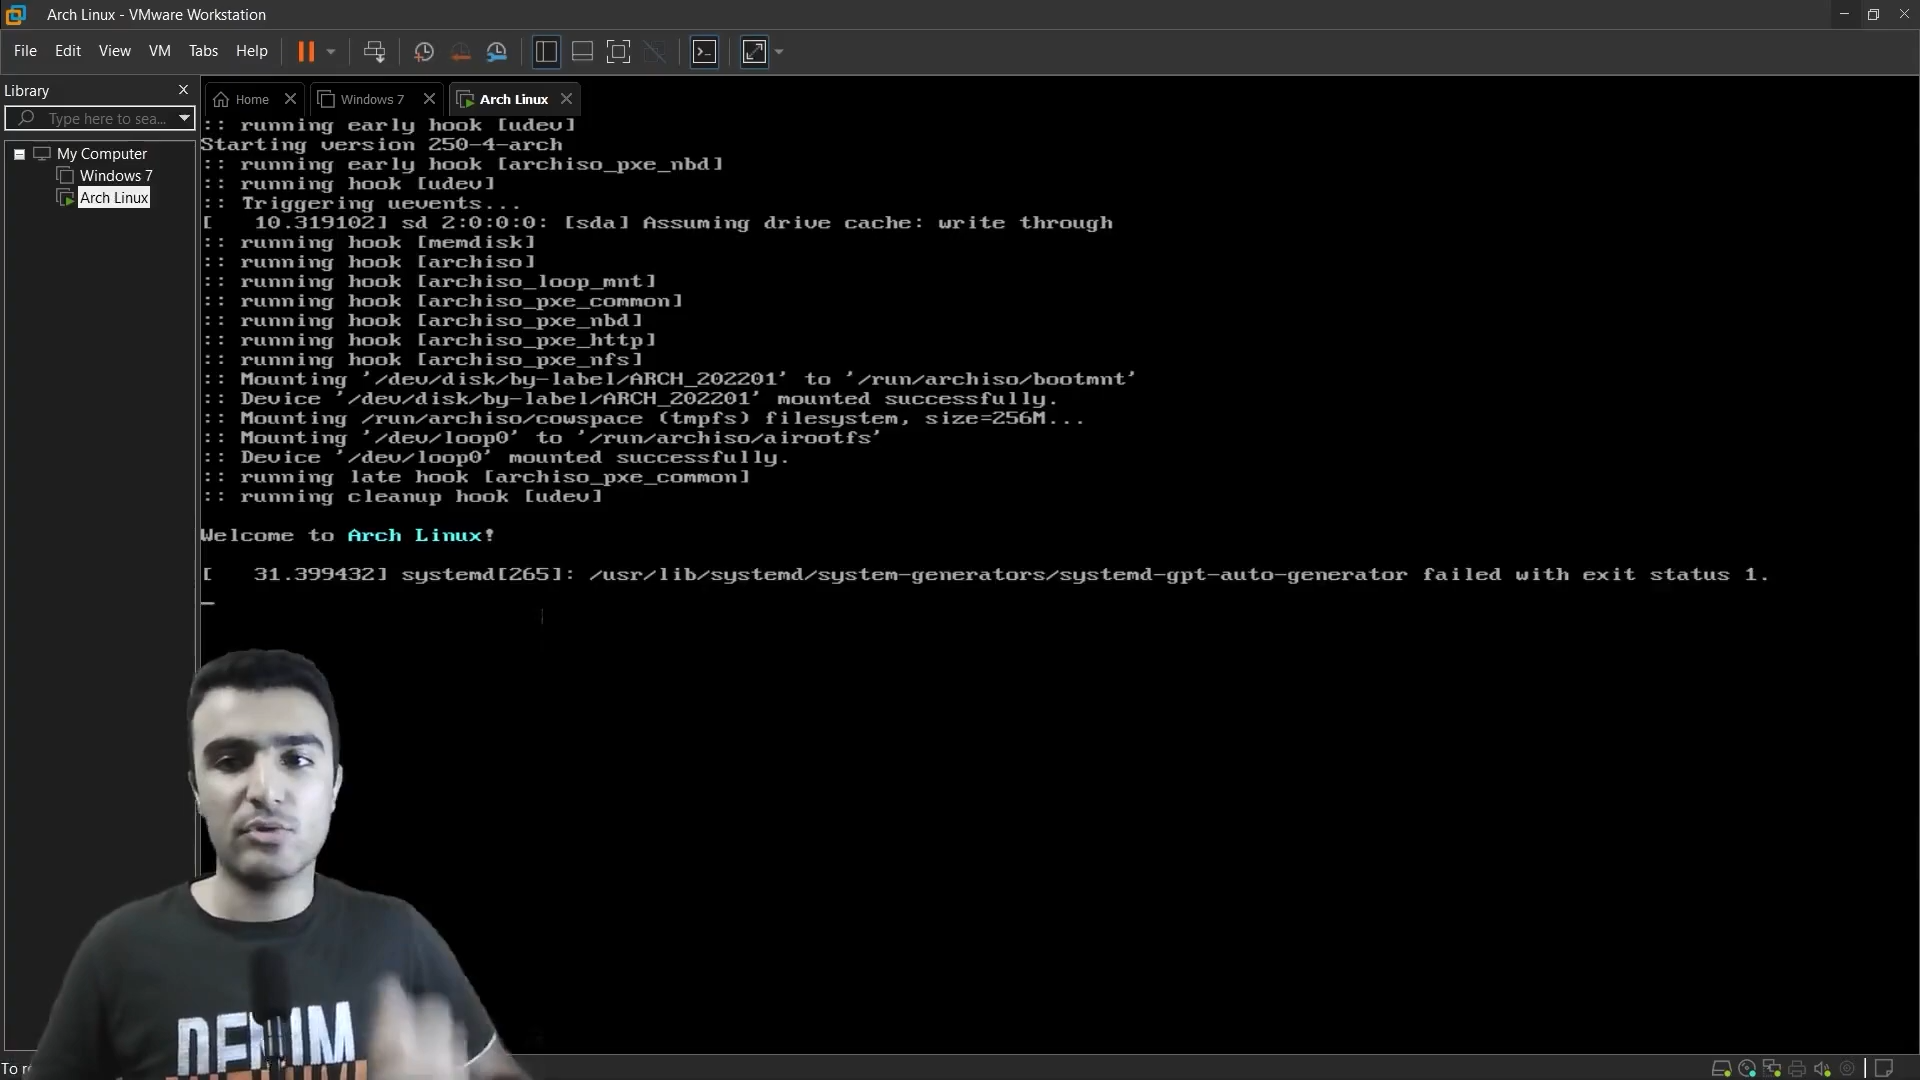 Arch Linux - VMware Workstation
File Edit View VM Tabs Help
Library
Type here to sea...
My Computer
Windows 7
Arch Linux
Home
Windows 7
Arch Linux
:: running early hook [udev]
Starting version 250-4-arch
:: running early hook [archiso_pxe_nbd]
:: running hook [udev]
:: Triggering uevents...
[ 10.319102] sd 2:0:0:0: [sda] Assuming drive cache: write through
:: running hook [memdisk]
:: running hook [archiso]
:: running hook [archiso_loop_mnt]
:: running hook [archiso_pxe_common]
:: running hook [archiso_pxe_nbd]
:: running hook [archiso_pxe_http]
:: running hook [archiso_pxe_nfs]
:: Mounting '/dev/disk/by-label/ARCH_202201' to '/run/archiso/bootmnt'
:: Device '/dev/disk/by-label/ARCH_202201' mounted successfully.
:: Mounting /run/archiso/cowspace (tmpfs) filesystem, size=256M...
:: Mounting '/dev/loop0' to '/run/archiso/airootfs'
:: Device '/dev/loop0' mounted successfully.
:: running late hook [archiso_pxe_common]
:: running cleanup hook [udev]
Welcome to Arch Linux!
[ 31.399432] systemd[265]: /usr/lib/systemd/system-generators/systemd-gpt-auto-generator failed with exit status 1.
DENIM
To